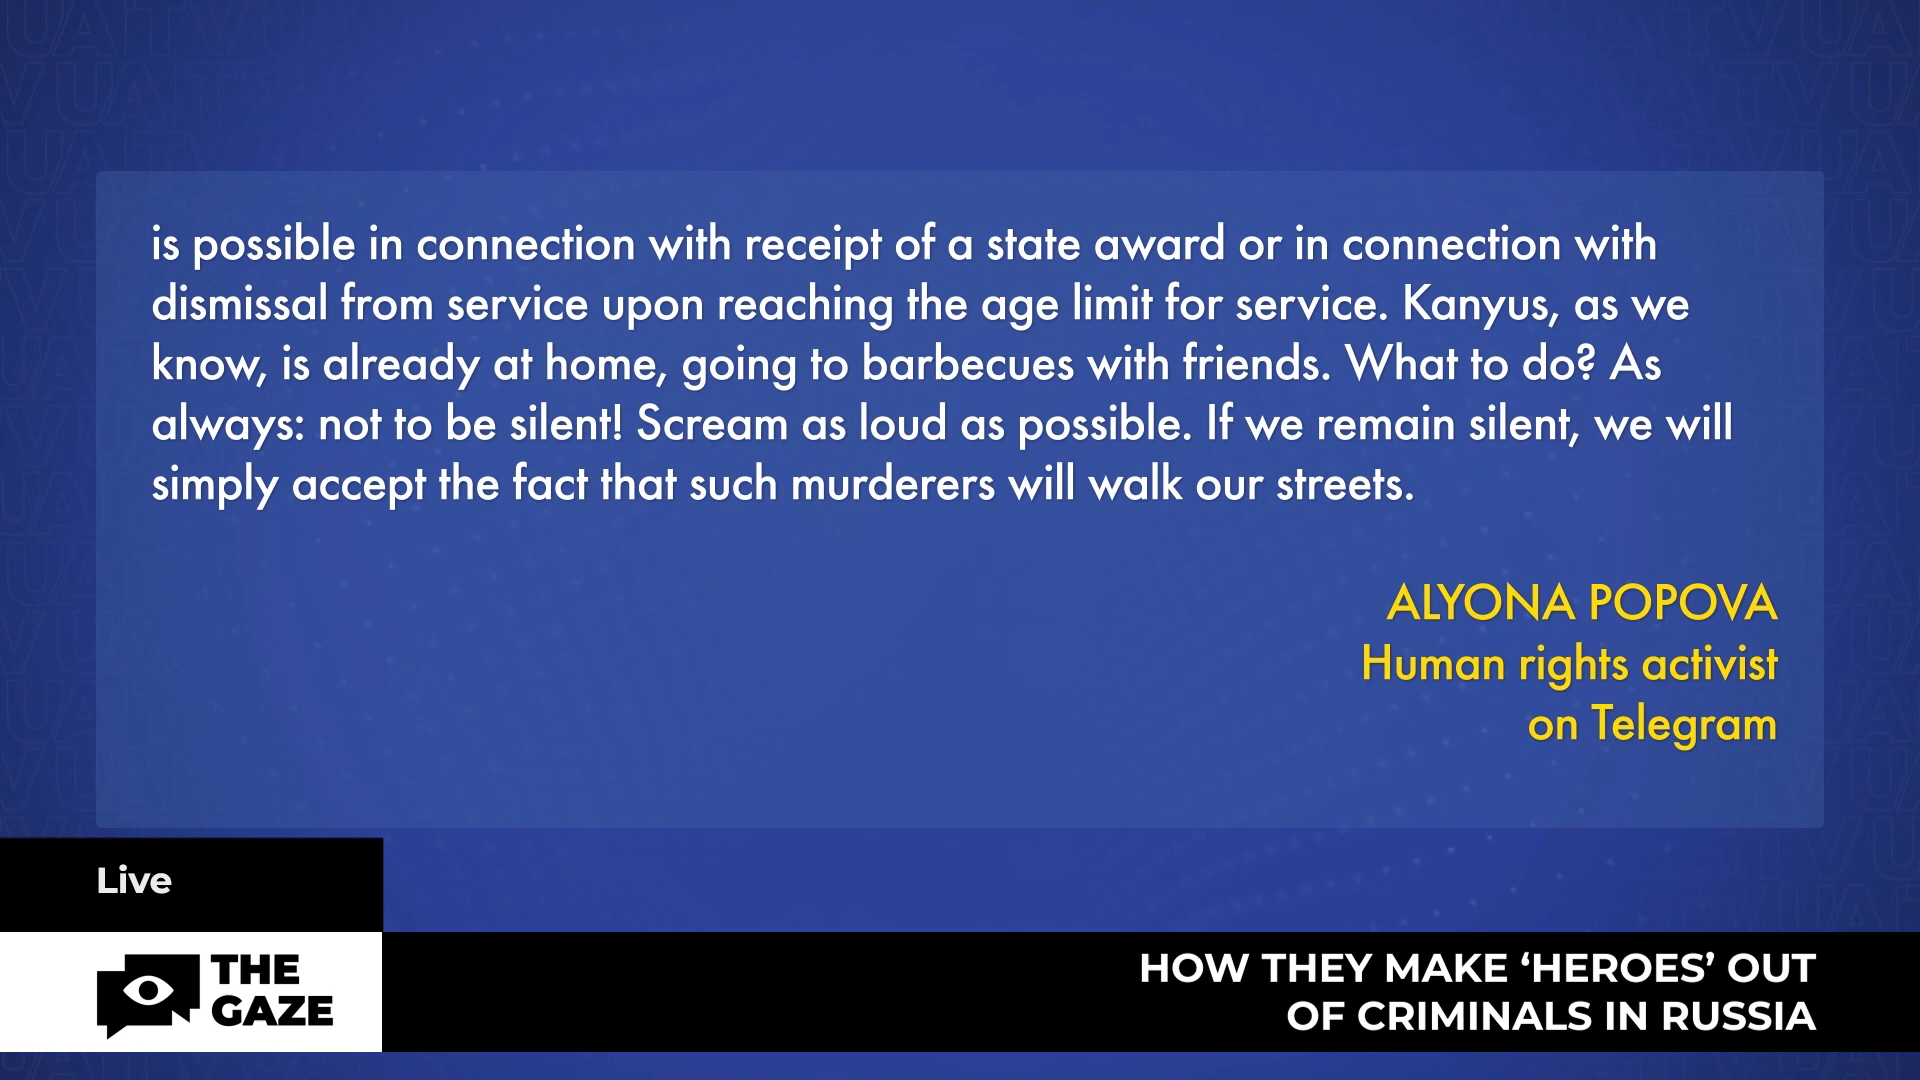 is possible in connection with receipt of a state award or in connection with
dismissal from service upon reaching the age limit for service. Kanyus, as we
know, is already at home, going to barbecues with friends. What to do? As
always: not to be silent! Scream as loud as possible. If we remain silent, we will
simply accept the fact that such murderers will walk our streets.
ALYONA POPOVA
Human rights activist
on Telegram
Live
THE
GAZE
HOW THEY MAKE ‘HEROES’ OUT
OF CRIMINALS IN RUSSIA